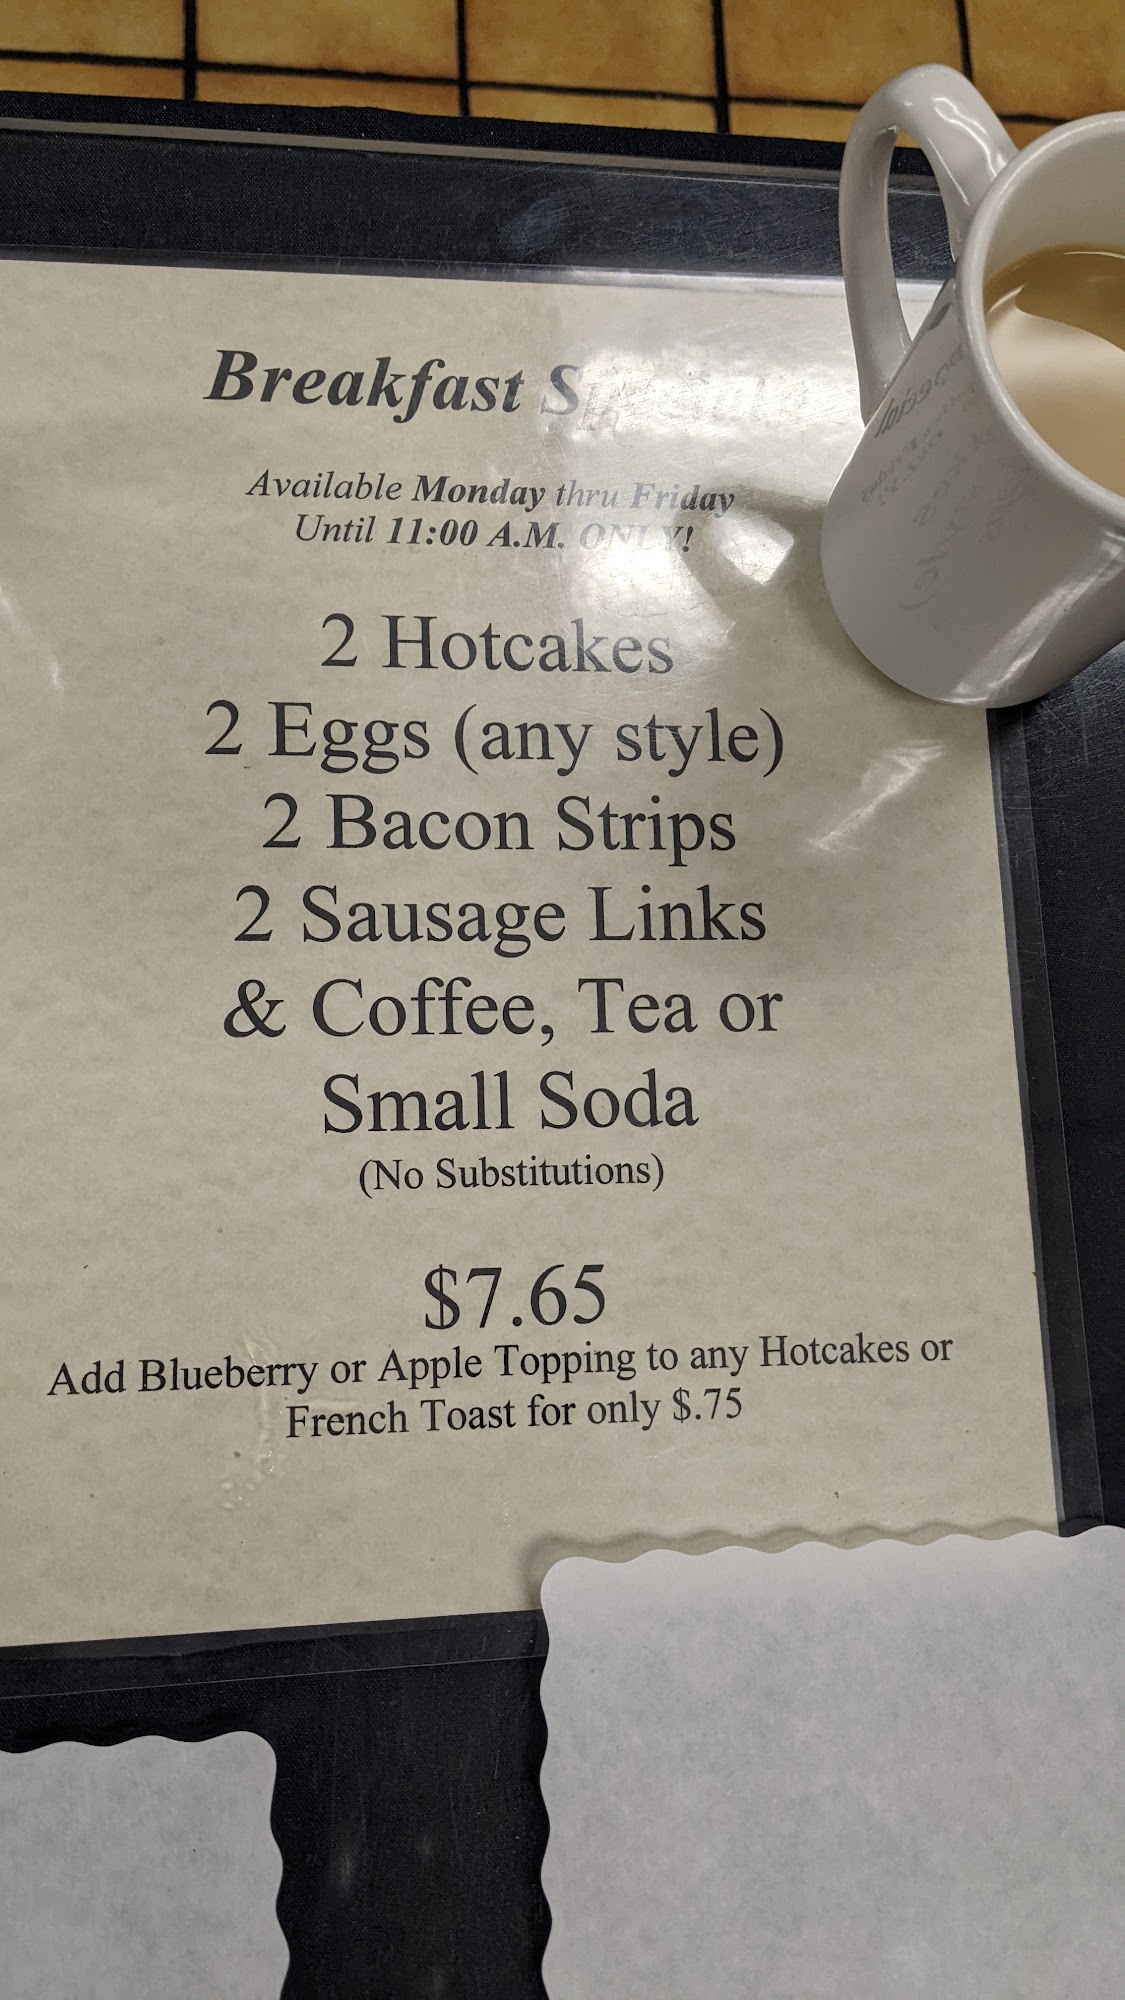 Breakfast Special
Available Monday thru Friday
Until 11:00 A.M. ONLY!
2 Hotcakes
2 Eggs (any style)
2 Bacon Strips
2 Sausage Links
& Coffee, Tea or
Small Soda
(No Substitutions)
$7.65
Add Blueberry or Apple Topping to any Hotcakes or
French Toast for only $.75